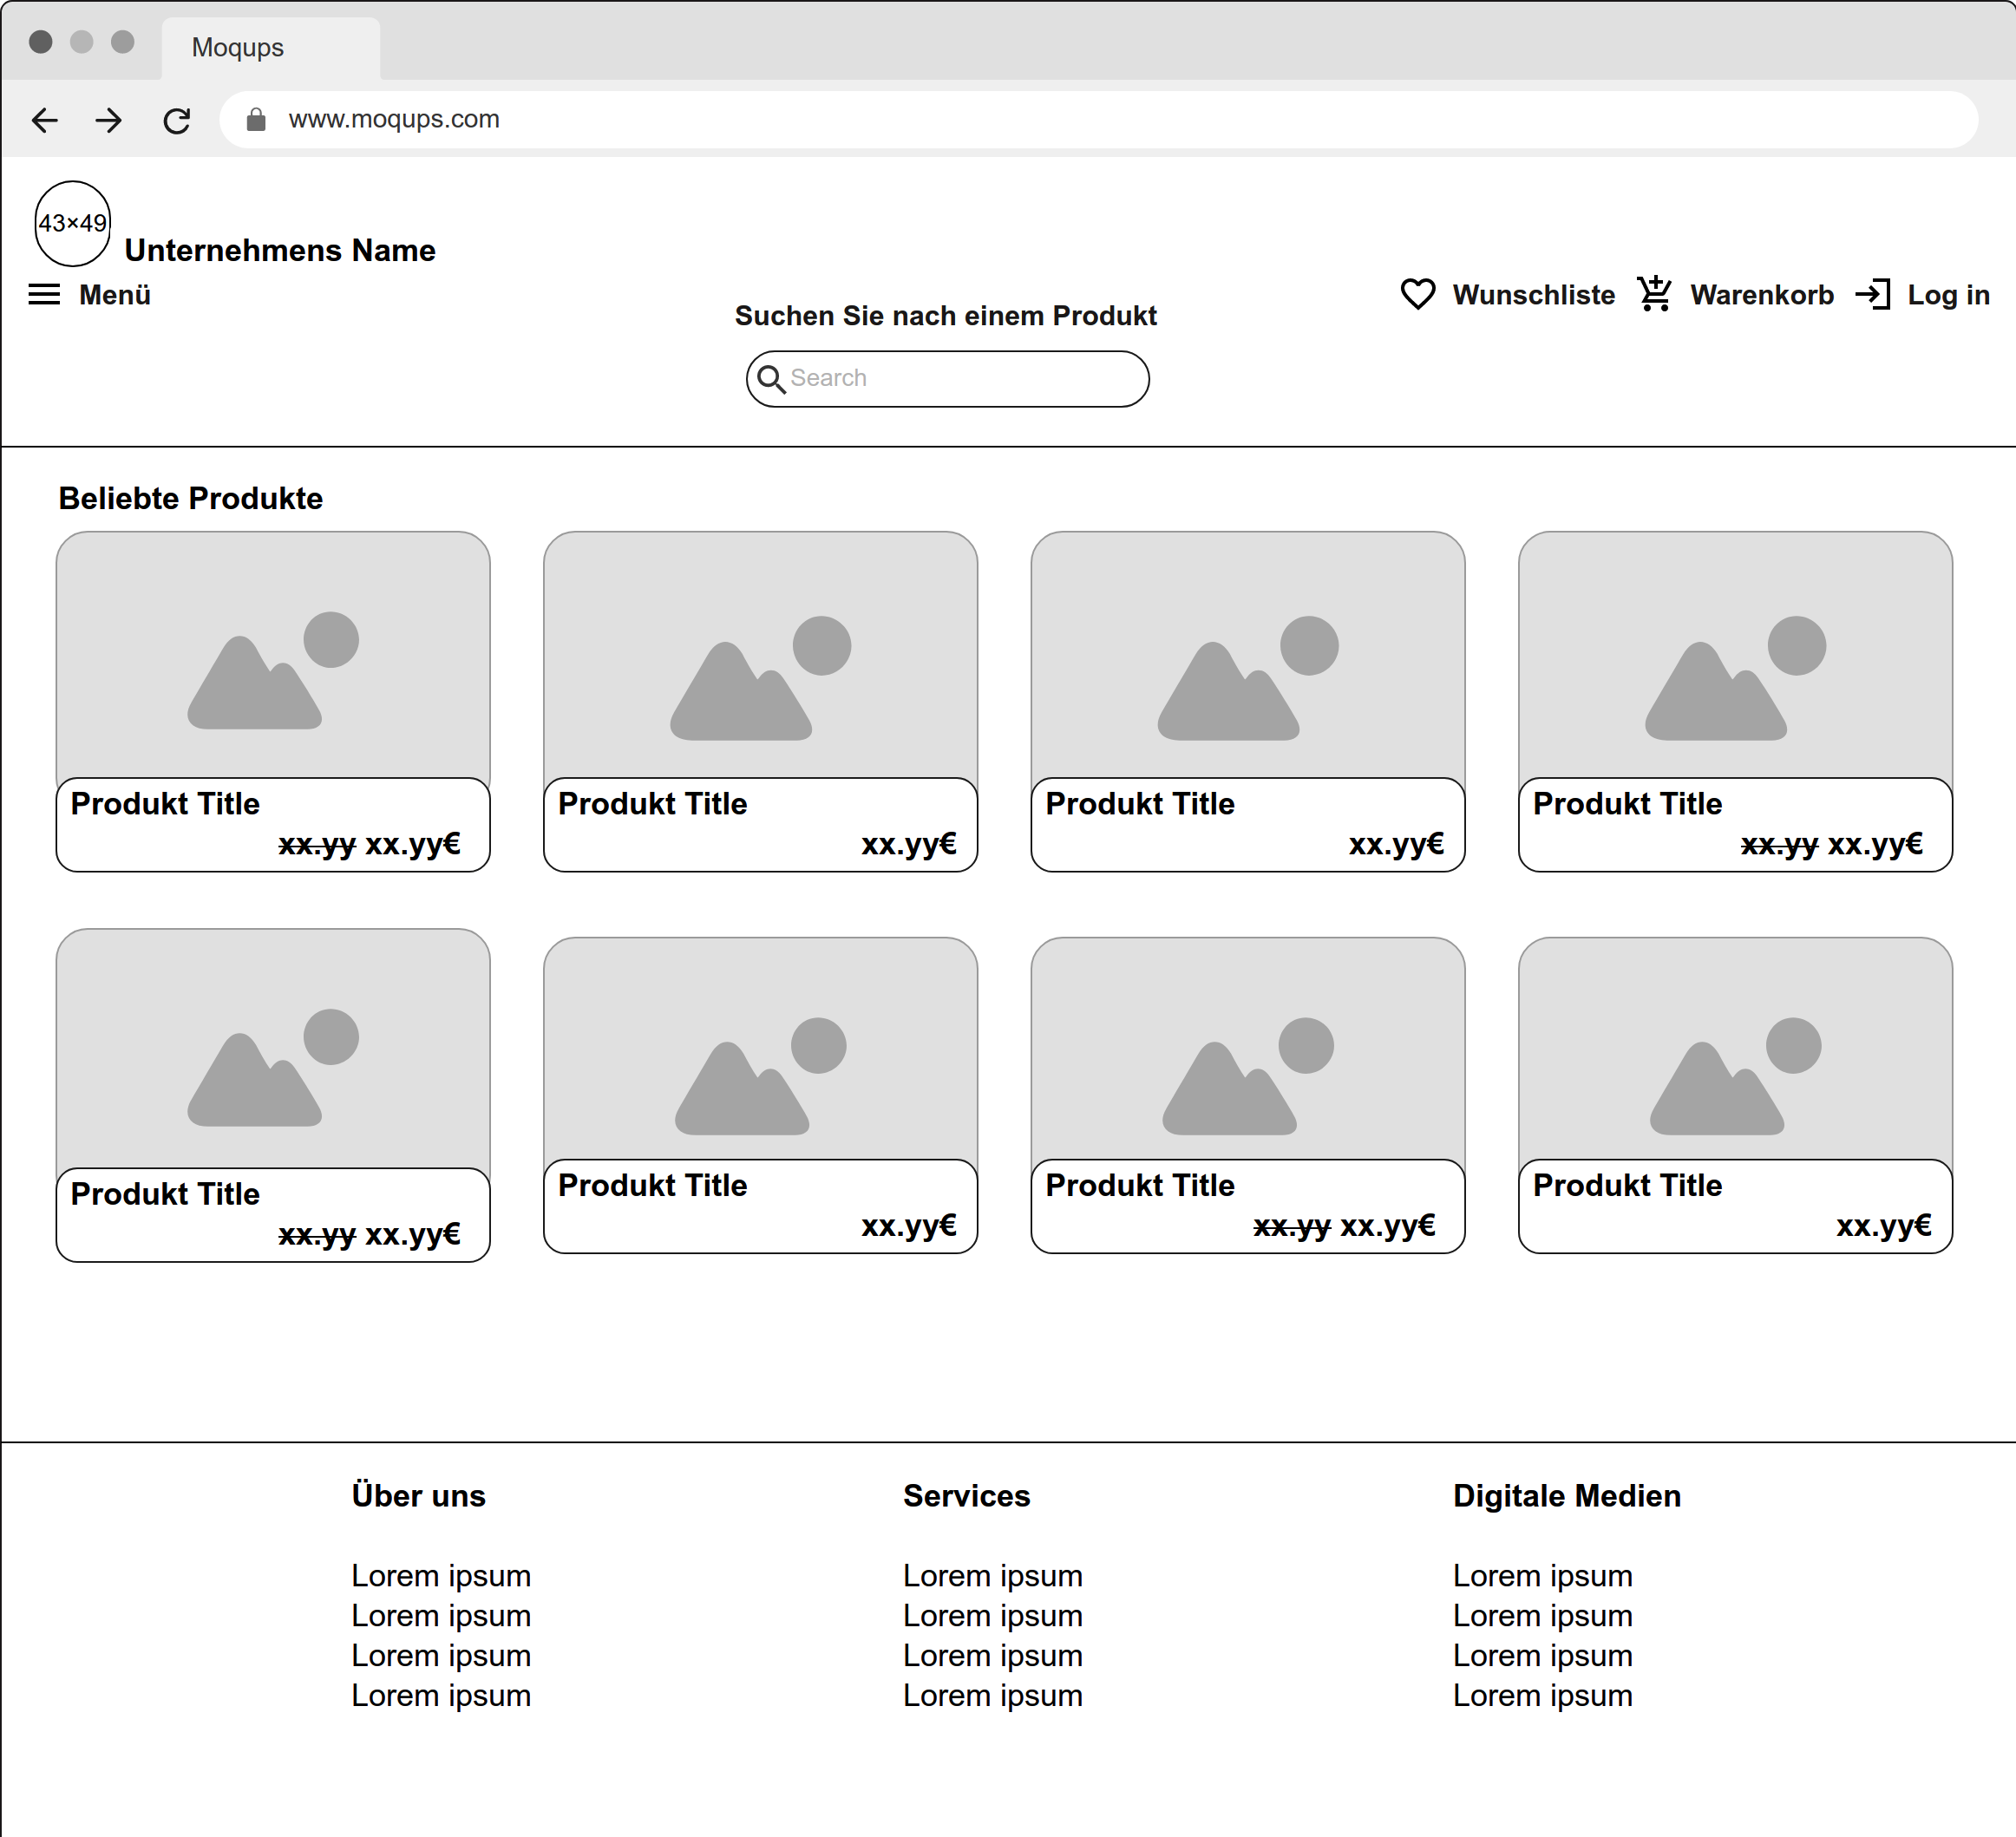 Moqups
www.moqups.com
43×49
Unternehmens Name
Menü
Wunschliste
Warenkorb
Log in
Suchen Sie nach einem Produkt
Search
Beliebte Produkte
Produkt Title
xx.yy xx.yy€
Produkt Title
xx.yy€
Produkt Title
xx.yy€
Produkt Title
xx.yy xx.yy€
Produkt Title
xx.yy xx.yy€
Produkt Title
xx.yy€
Produkt Title
xx.yy xx.yy€
Produkt Title
xx.yy€
Über uns
Lorem ipsum
Lorem ipsum
Lorem ipsum
Lorem ipsum
Services
Lorem ipsum
Lorem ipsum
Lorem ipsum
Lorem ipsum
Digitale Medien
Lorem ipsum
Lorem ipsum
Lorem ipsum
Lorem ipsum